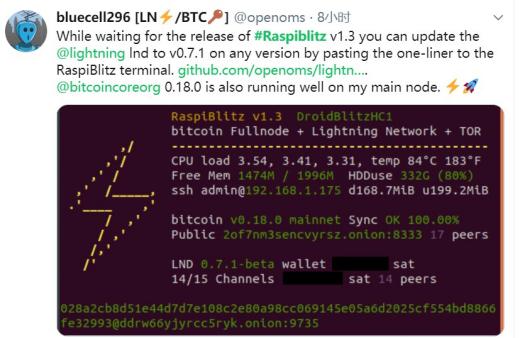 bluecell296 [LN⚡/BTC🔑] @openoms · 8小时
While waiting for the release of #Raspiblitz v1.3 you can update the
@lightning lnd to v0.7.1 on any version by pasting the one-liner to the
RaspiBlitz terminal. github.com/openoms/lightn....
@bitcoincoreorg 0.18.0 is also running well on my main node. ⚡🚀
RaspiBlitz v1.3 DroidBlitzHC1
bitcoin Fullnode + Lightning Network + TOR
CPU load 3.54, 3.41, 3.31, temp 84°C 183°F
Free Mem 1474M / 1996M HDDuse 332G (80%)
ssh admin@192.168.1.175 d168.7MiB u199.2MiB
bitcoin v0.18.0 mainnet Sync OK 100.00%
Public 2of7nm3sencvyrsz.onion:8333 17 peers
LND 0.7.1-beta wallet sat
14/15 Channels sat 14 peers
028a2cb8d51e44d7d7e108c2e80a98cc069145e05a6d2025cf554bd8866
fe32993@ddrw66yjyrcc5ryk.onion:9735